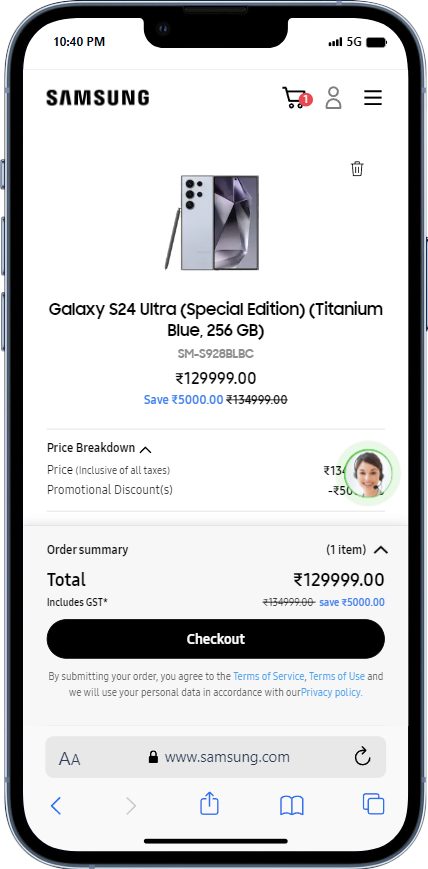 10:40 PM 5G
SAMSUNG 1
Galaxy S24 Ultra (Special Edition) (Titanium
Blue, 256 GB)
SM-S928BLBC
₹129999.00
Save ₹5000.00 ₹134999.00
Price Breakdown
Price (Inclusive of all taxes)
Promotional Discount(s)
Order summary (1 item)
Total ₹129999.00
Includes GST* ₹134999.00 save ₹5000.00
Checkout
By submitting your order, you agree to the Terms of Service, Terms of Use and
we will use your personal data in accordance with ourPrivacy policy.
AA www.samsung.com